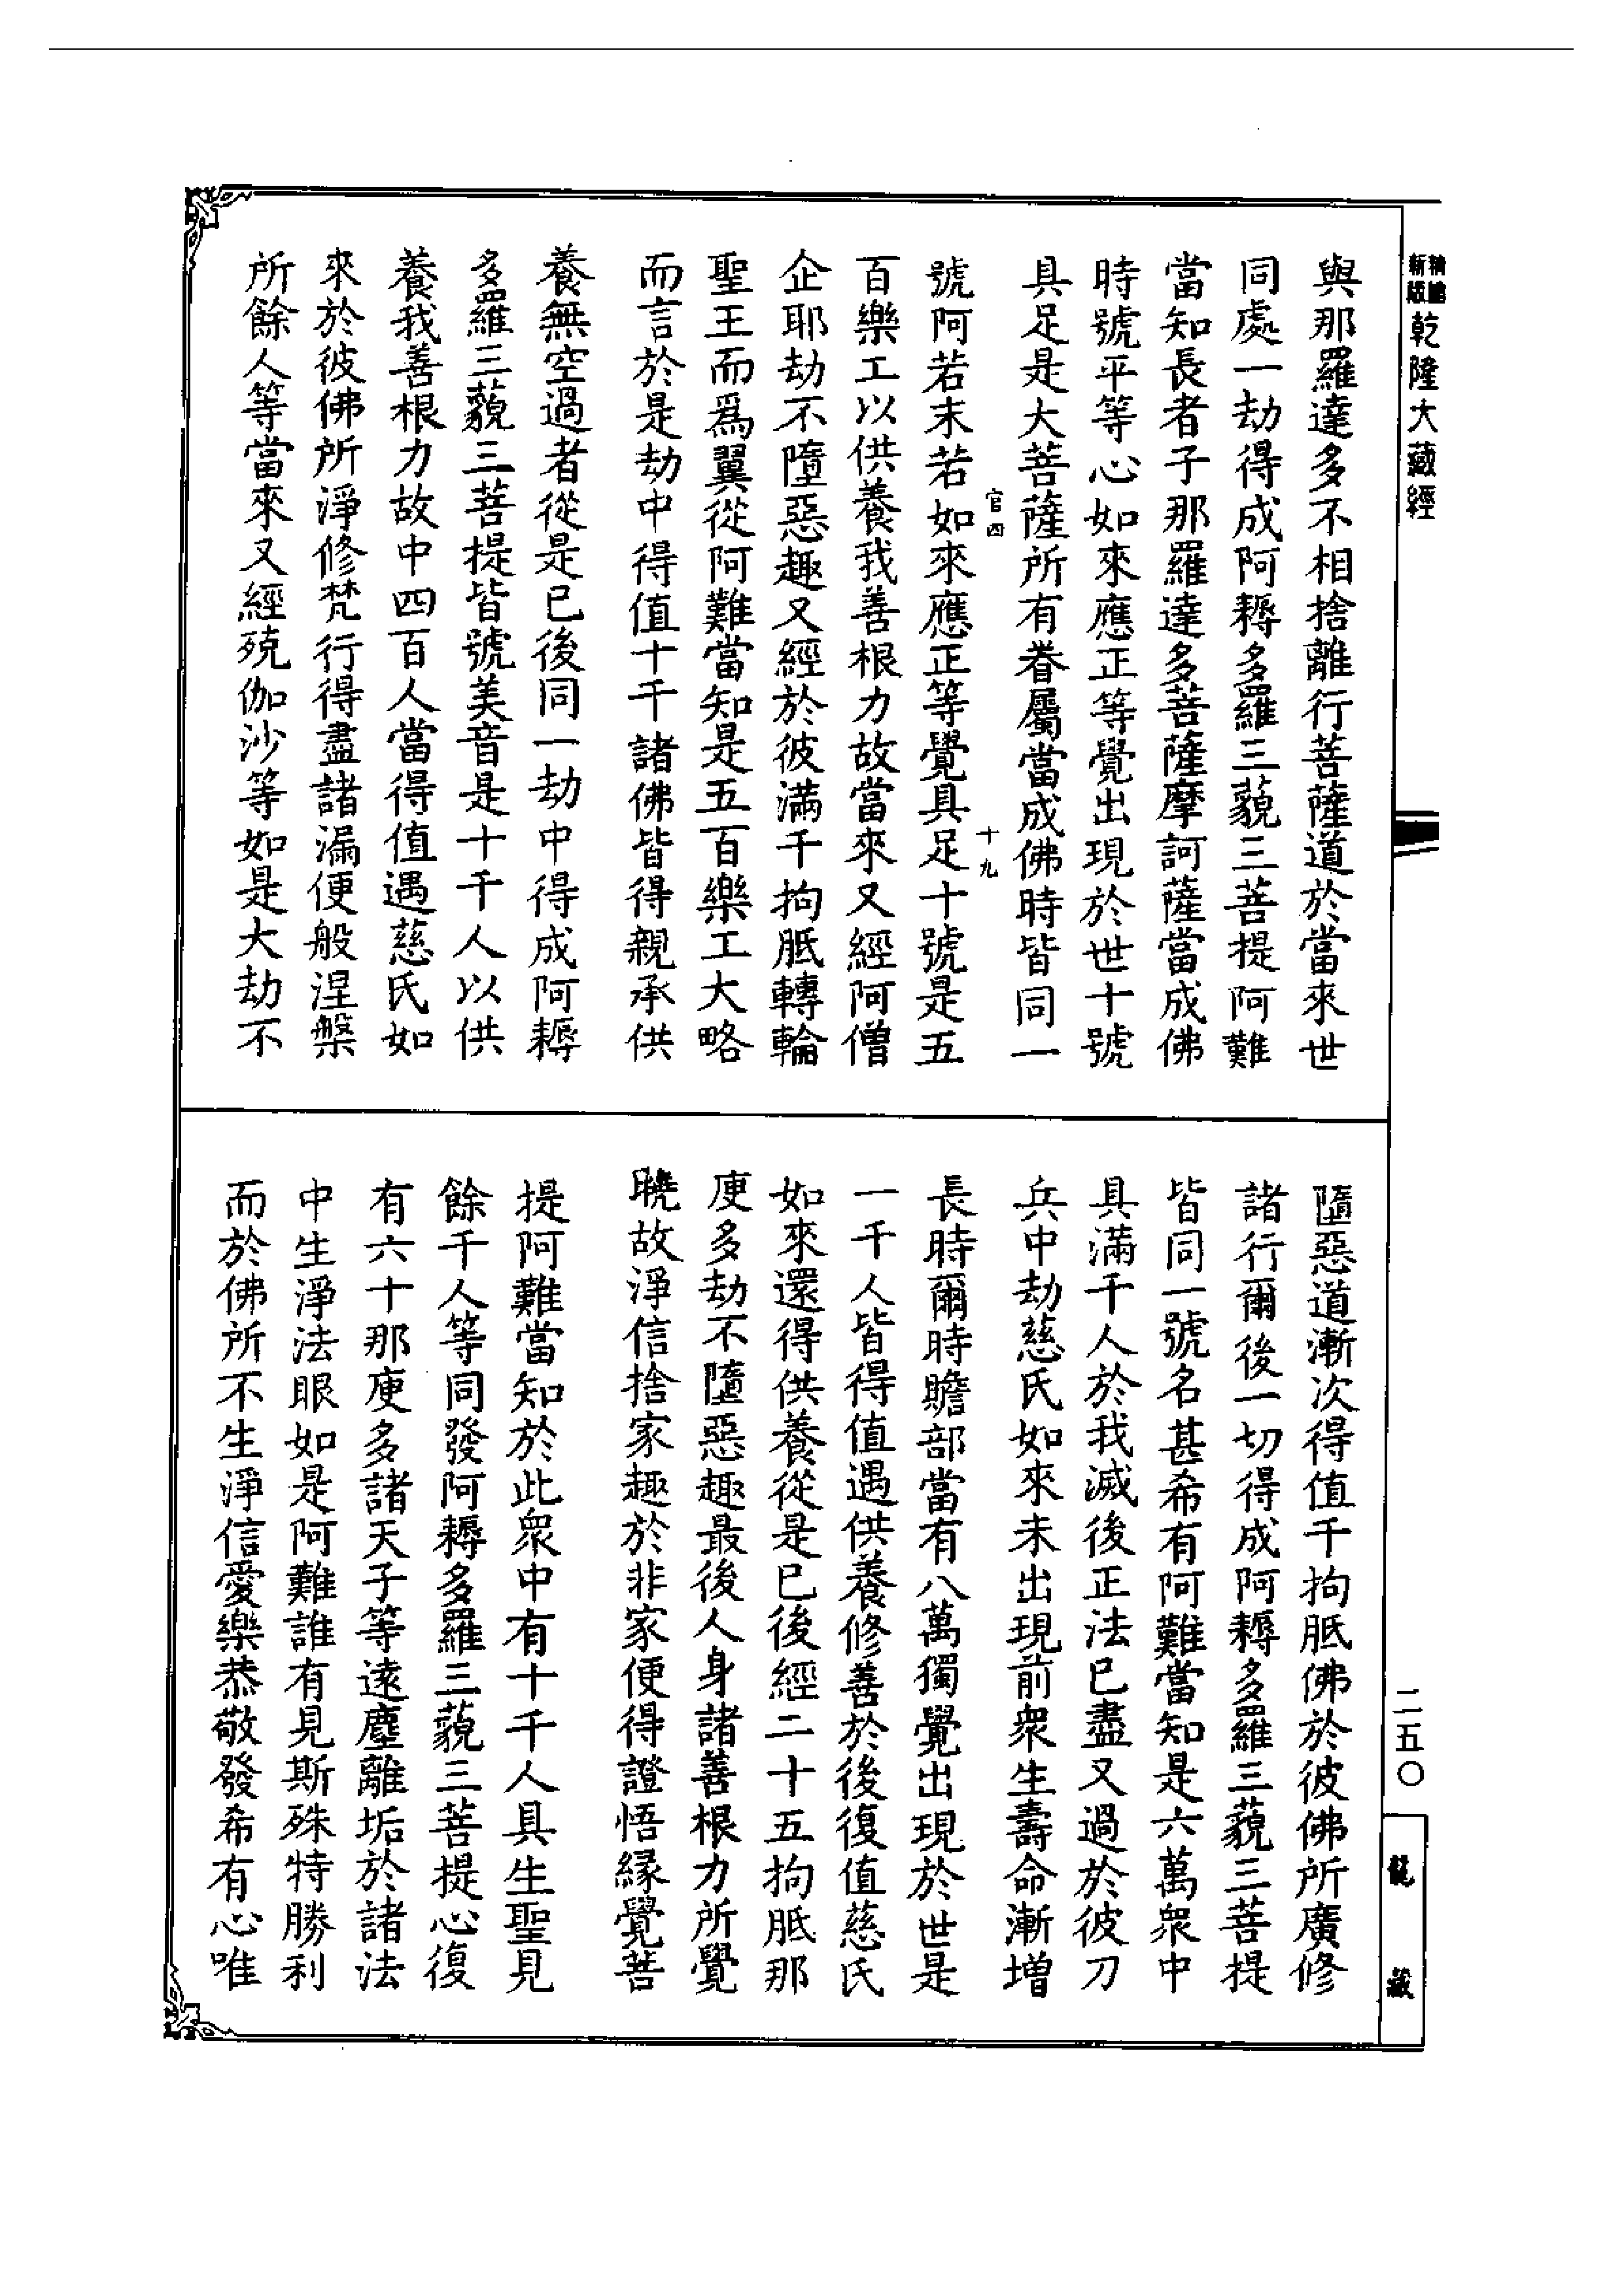 新版
乾隆大藏經
與那羅達多不相捨離行菩薩道於當來世
同處一劫得成阿耨多羅三藐三菩提阿難
當知長者子那羅達多菩薩摩訶薩當成佛
時號平等心如來應正等覺出現於世十號
具足是大菩薩所有眷屬當成佛時皆同一
官四
十九
號阿若末若如來應正等覺具足十號是五
百樂工以供養我善根力故當來又經阿僧
企耶劫不墮惡趣又經於彼滿千拘胝轉輪
聖王而為翼從阿難當知是五百樂工大略
而言於是劫中得值十千諸佛皆得親承供
養無空過者從是已後同一劫中得成阿耨
多羅三藐三菩提皆號美音是十千人以供
養我善根力故中四百人當得值遇慈氏如
來於彼佛所淨修梵行得盡諸漏便般涅槃
所餘人等當來又經殑伽沙等如是大劫不
墮惡道漸次得值千拘胝佛於彼佛所廣修
諸行爾後一切得成阿耨多羅三藐三菩提
皆同一號名甚希有阿難當知是六萬眾中
具滿千人於我滅後正法已盡又過於彼刀
兵中劫慈氏如來未出現前眾生壽命漸增
長時爾時贍部當有八萬獨覺出現於世是
一千人皆得值遇供養修善於後復值慈氏
如來還得供養從是已後經二十五拘胝那
庾多劫不墮惡趣最後人身諸善根力所覺
曉故淨信捨家趣於非家便得證悟緣覺菩
提阿難當知於此眾中有十千人具生聖見
餘千人等同發阿耨多羅三藐三菩提心復
有六十那庾多諸天子等遠塵離垢於諸法
中生淨法眼如是阿難誰有見斯殊特勝利
而於佛所不生淨信愛樂恭敬發希有心唯
二五〇
龍藏